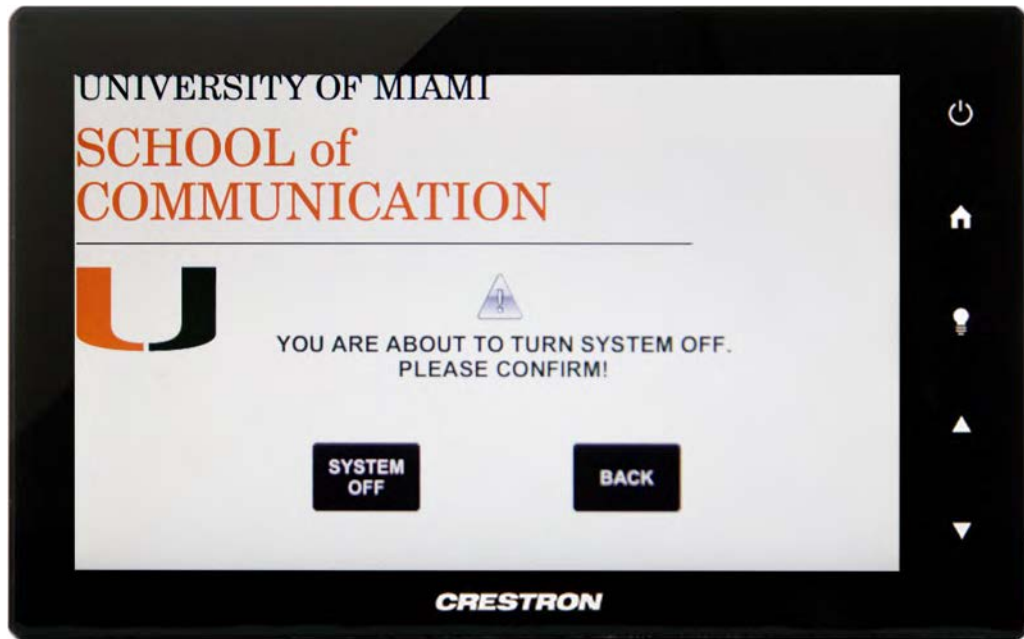 UNIVERSITY OF MIAMI
SCHOOL of
COMMUNICATION
YOU ARE ABOUT TO TURN SYSTEM OFF.
PLEASE CONFIRM!
SYSTEM
OFF
BACK
CRESTRON